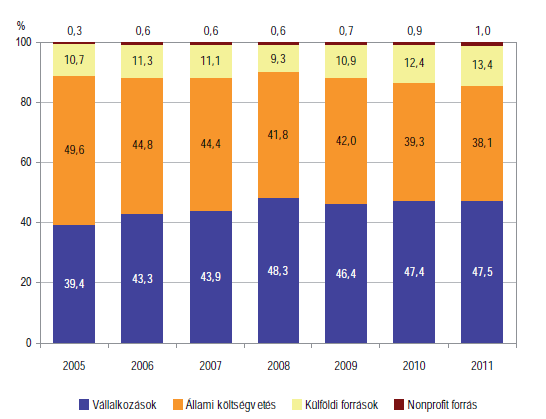 %
0,3 0,6 0,6 0,6 0,7 0,9 1,0
100
10,7 11,3 11,1 9,3 10,9 12,4 13,4
80
49,6 44,8 44,4 41,8 42,0 39,3 38,1
60
40
39,4 43,3 43,9 48,3 46,4 47,4 47,5
20
0
2005 2006 2007 2008 2009 2010 2011
Vállalkozások Állami költségvetés Külföldi források Nonprofit forrás